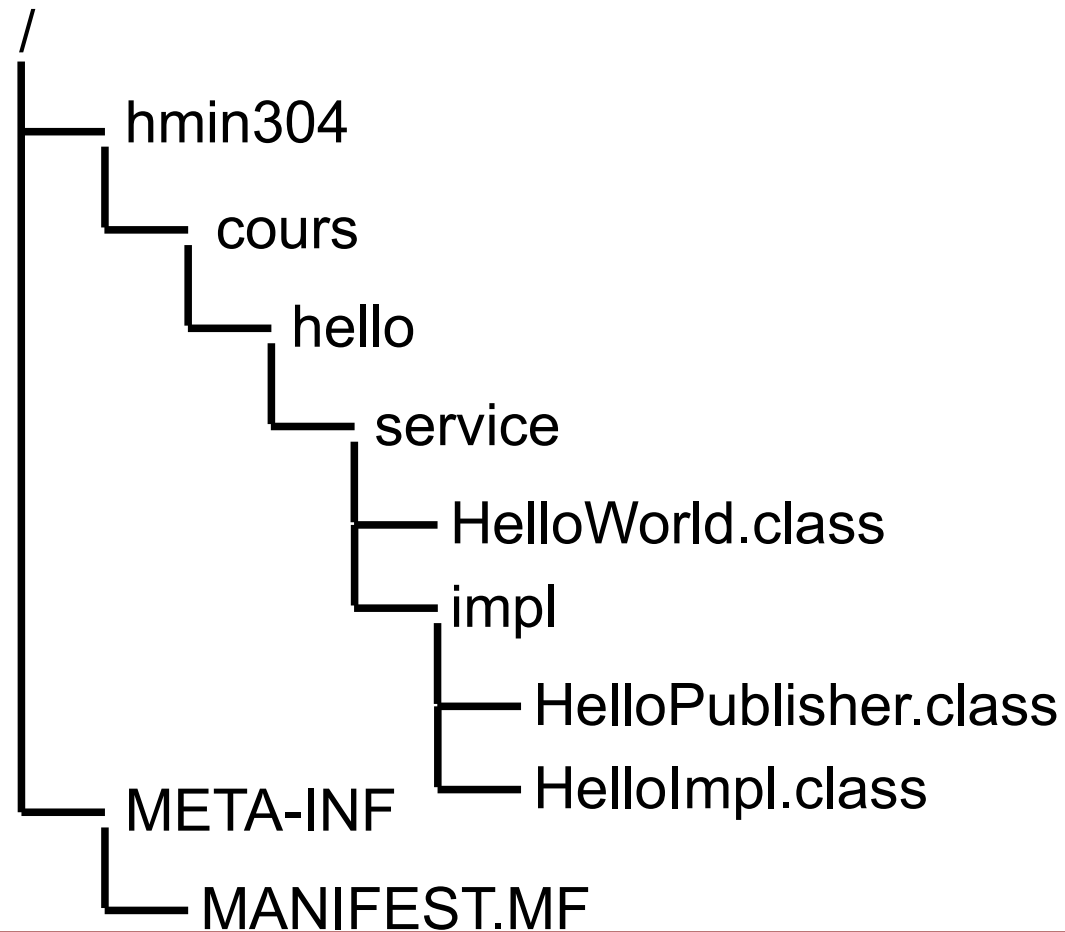 /
hmin304
cours
hello
service
HelloWorld.class
impl
HelloPublisher.class
HelloImpl.class
META-INF
MANIFEST.MF